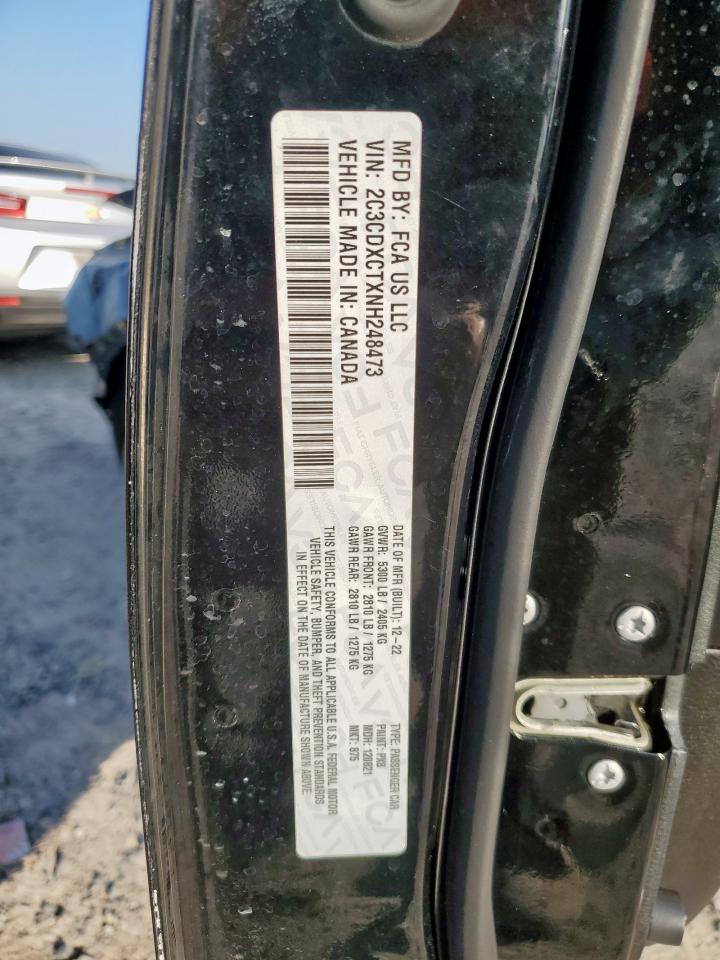 MFD BY: FCA US LLC
VIN: 2C3CDXCTXNH248473
VEHICLE MADE IN: CANADA
DATE OF MFR (BUILT): 12-22
GVWR: 5300 LB / 2405 KG
GAWR FRONT: 2810 LB / 1275 KG
GAWR REAR: 2810 LB / 1275 KG
TYPE: PASSENGER CAR
PAINT: PX8
MDH: 120821
MKT: 875
THIS VEHICLE CONFORMS TO ALL APPLICABLE U.S.A. FEDERAL MOTOR
VEHICLE SAFETY, BUMPER, AND THEFT PREVENTION STANDARDS
IN EFFECT ON THE DATE OF MANUFACTURE SHOWN ABOVE.